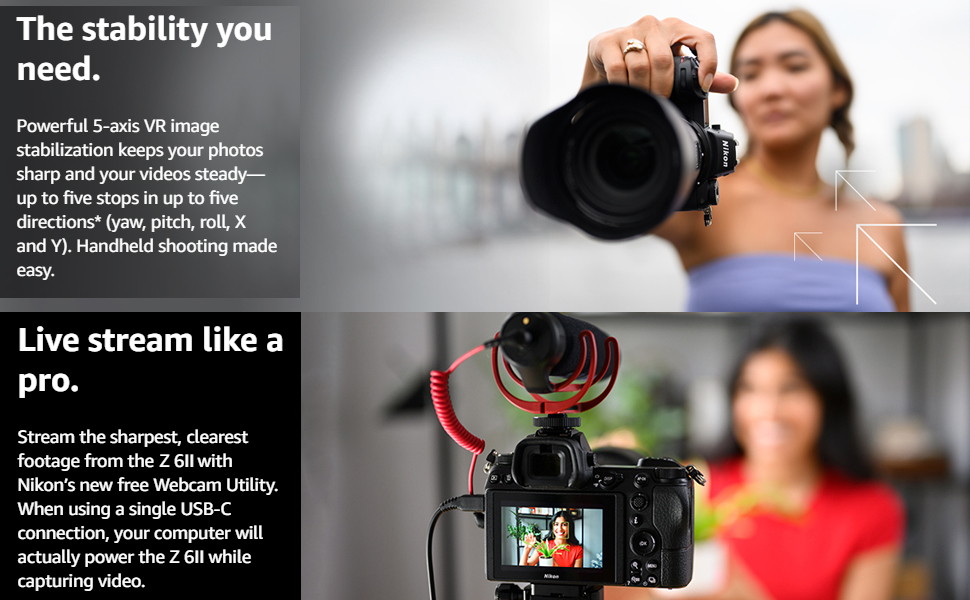 The stability you
need.
Powerful 5-axis VR image
stabilization keeps your photos
sharp and your videos steady—
up to five stops in up to five
directions* (yaw, pitch, roll, X
and Y). Handheld shooting made
easy.
Nikon
Live stream like a
pro.
Stream the sharpest, clearest
footage from the Z 6II with
Nikon’s new free Webcam Utility.
When using a single USB-C
connection, your computer will
actually power the Z 6II while
capturing video.
Nikon